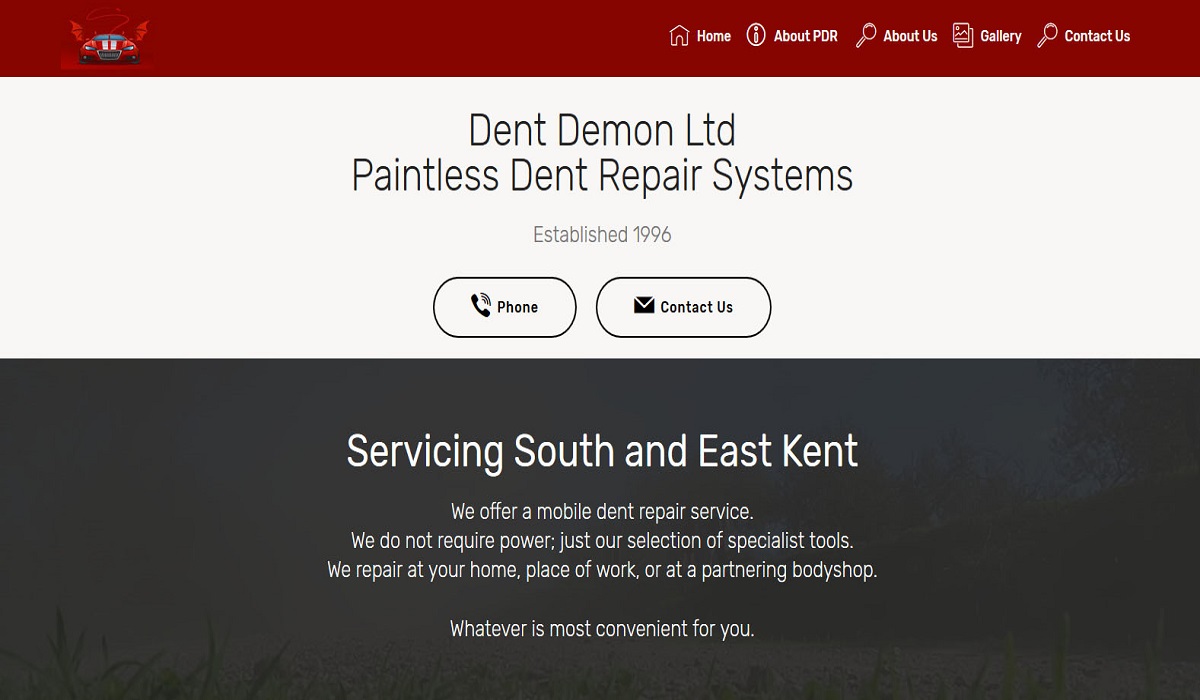 Home
About PDR
About Us
Gallery
Contact Us
Dent Demon Ltd
Paintless Dent Repair Systems
Established 1996
Phone
Contact Us
Servicing South and East Kent
We offer a mobile dent repair service.
We do not require power; just our selection of specialist tools.
We repair at your home, place of work, or at a partnering bodyshop.
Whatever is most convenient for you.